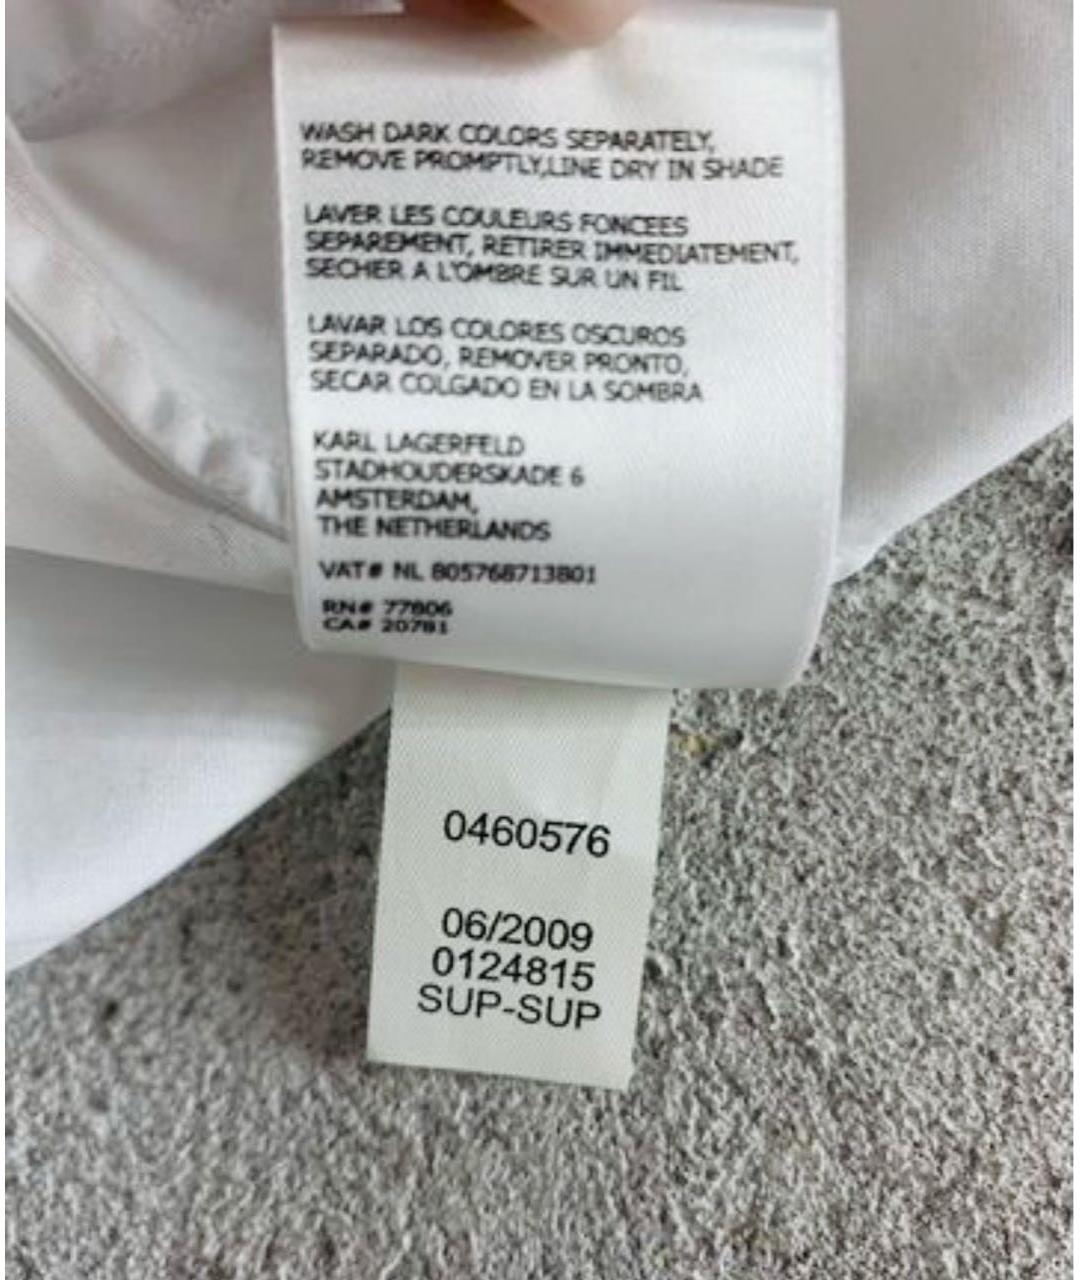 WASH DARK COLORS SEPARATELY,
REMOVE PROMPTLY,LINE DRY IN SHADE
LAVER LES COULEURS FONCEES
SEPAREMENT, RETIRER IMMEDIATEMENT,
SECHER A L'OMBRE SUR UN FIL
LAVAR LOS COLORES OSCUROS
SEPARADO, REMOVER PRONTO,
SECAR COLGADO EN LA SOMBRA
KARL LAGERFELD
STADHOUDERSKADE 6
AMSTERDAM,
THE NETHERLANDS
VAT# NL 805768713B01
RN# 77806
CA# 20781
0460576
06/2009
0124815
SUP-SUP